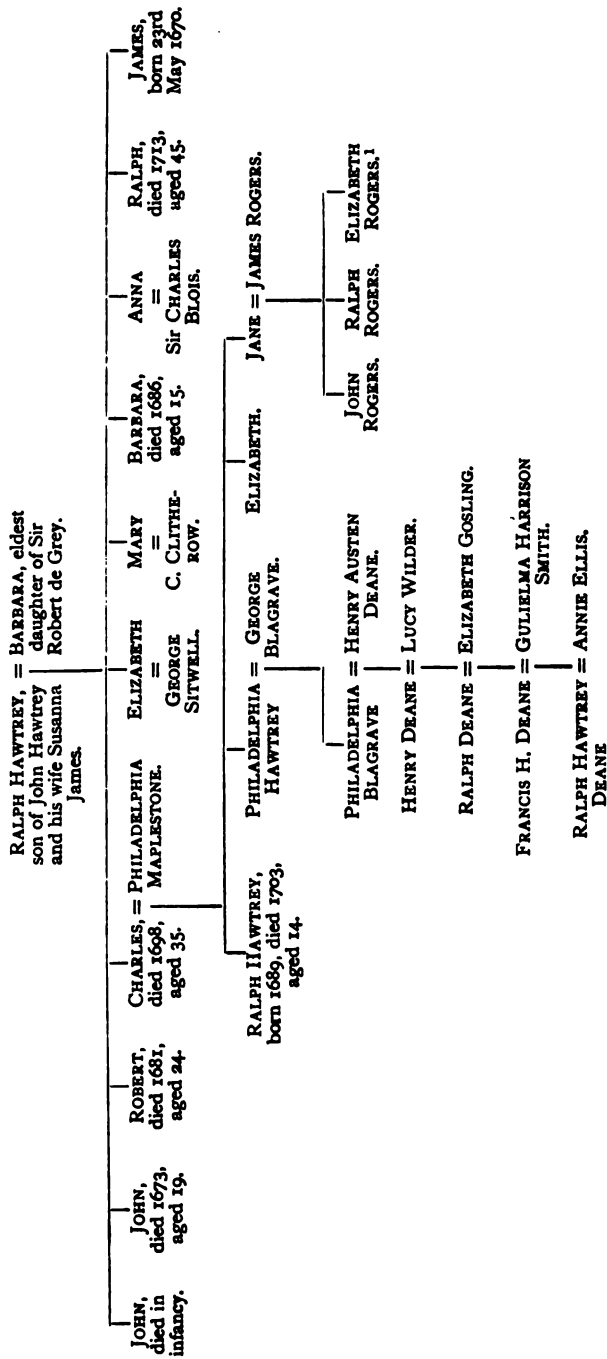 RALPH HAWTREY, = BARBARA, eldest
son of John Hawtrey daughter of Sir
and his wife Susanna Robert de Grey.
James.
JOHN,
died in
infancy.
JOHN,
died 1673,
aged 19.
ROBERT,
died 1681,
aged 24.
CHARLES, = PHILADELPHIA
died 1698, MAPLESTONE.
aged 35.
ELIZABETH
=
GEORGE
SITWELL.
MARY
=
C. CLITHE-
ROW.
BARBARA,
died 1686,
aged 15.
ANNA
=
Sir CHARLES
BLOIS.
RALPH,
died 1713,
aged 45.
JAMES,
born 23rd
May 1670.
RALPH HAWTREY,
born 1689, died 1703,
aged 14.
PHILADELPHIA = GEORGE
HAWTREY BLAGRAVE.
ELIZABETH.
JANE = JAMES ROGERS.
JOHN
ROGERS.
RALPH
ROGERS.
ELIZABETH
ROGERS.¹
PHILADELPHIA = HENRY AUSTEN
BLAGRAVE DEANE.
HENRY DEANE = LUCY WILDER.
RALPH DEANE = ELIZABETH GOSLING.
FRANCIS H. DEANE = GULIELMA HARRISON
SMITH.
RALPH HAWTREY = ANNIE ELLIS.
DEANE